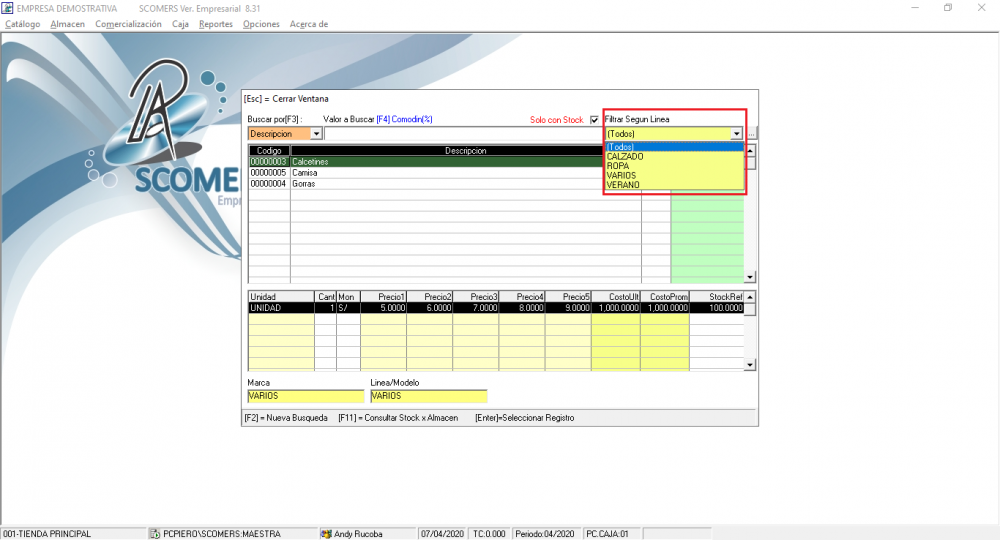 EMPRESA DEMOSTRATIVA SCOMERS Ver. Empresarial 8.31
Catálogo Almacen Comercialización Caja Reportes Opciones Acerca de
[Esc] = Cerrar Ventana
Buscar por[F3] : Valor a Buscar [F4] Comodin(%) Solo con Stock Filtrar Segun Linea
Descripcion (Todos) ...
Codigo Descripcion
(Todos)
CALZADO
ROPA
VARIOS
VERANO
00000003 Calcetines
00000005 Camisa
00000004 Gorras
SCOME
Empr
Unidad Cant Mon Precio1 Precio2 Precio3 Precio4 Precio5 CostoUlt CostoProm StockRef
UNIDAD 1 S/ 5.0000 6.0000 7.0000 8.0000 9.0000 1,000.0000 1,000.0000 100.0000
Marca Linea/Modelo
VARIOS VARIOS
[F2] = Nueva Busqueda [F11] = Consultar Stock x Almacen [Enter]=Seleccionar Registro
001-TIENDA PRINCIPAL PCPIERO\SCOMERS:MAESTRA Andy Rucoba 07/04/2020 TC:0.000 Periodo:04/2020 PC.CAJA:01